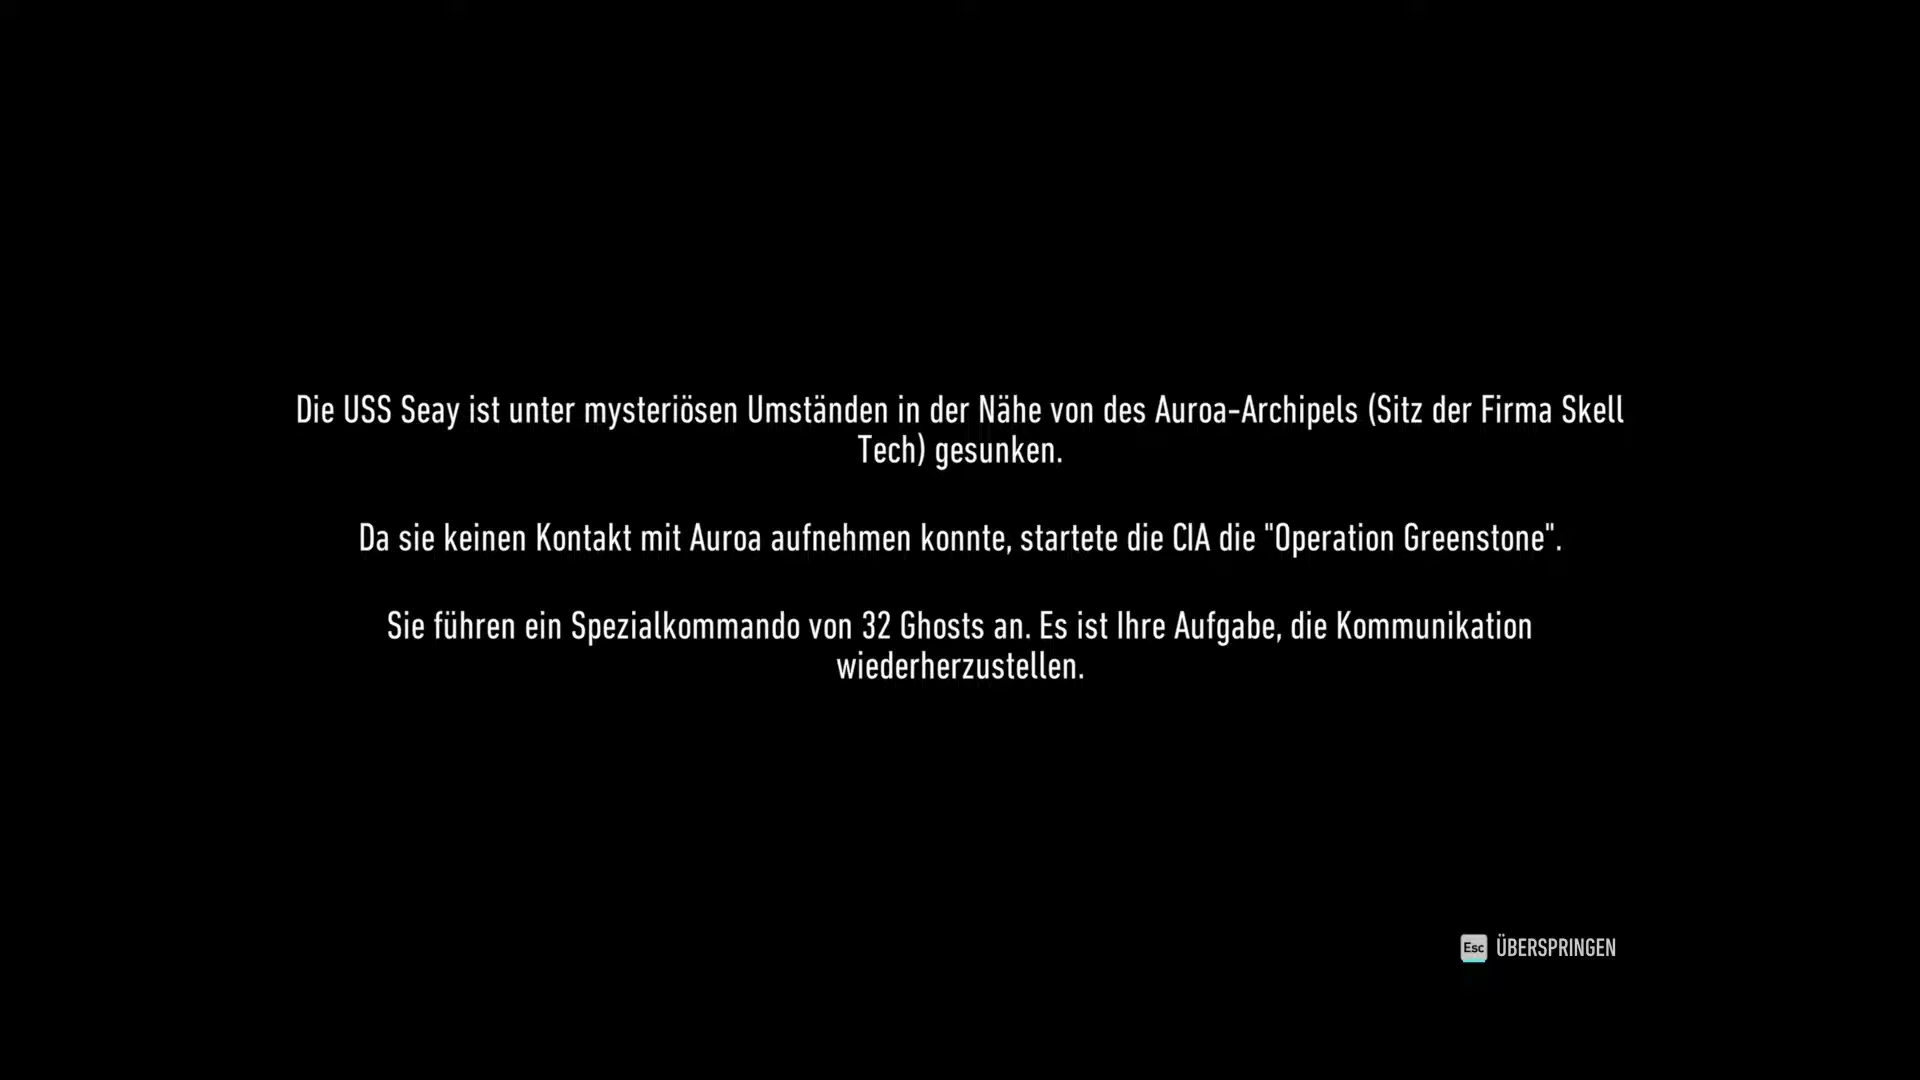 Die USS Seay ist unter mysteriösen Umständen in der Nähe von des Auroa-Archipels (Sitz der Firma Skell
Tech) gesunken.
Da sie keinen Kontakt mit Auroa aufnehmen konnte, startete die CIA die "Operation Greenstone".
Sie führen ein Spezialkommando von 32 Ghosts an. Es ist Ihre Aufgabe, die Kommunikation
wiederherzustellen.
Esc ÜBERSPRINGEN